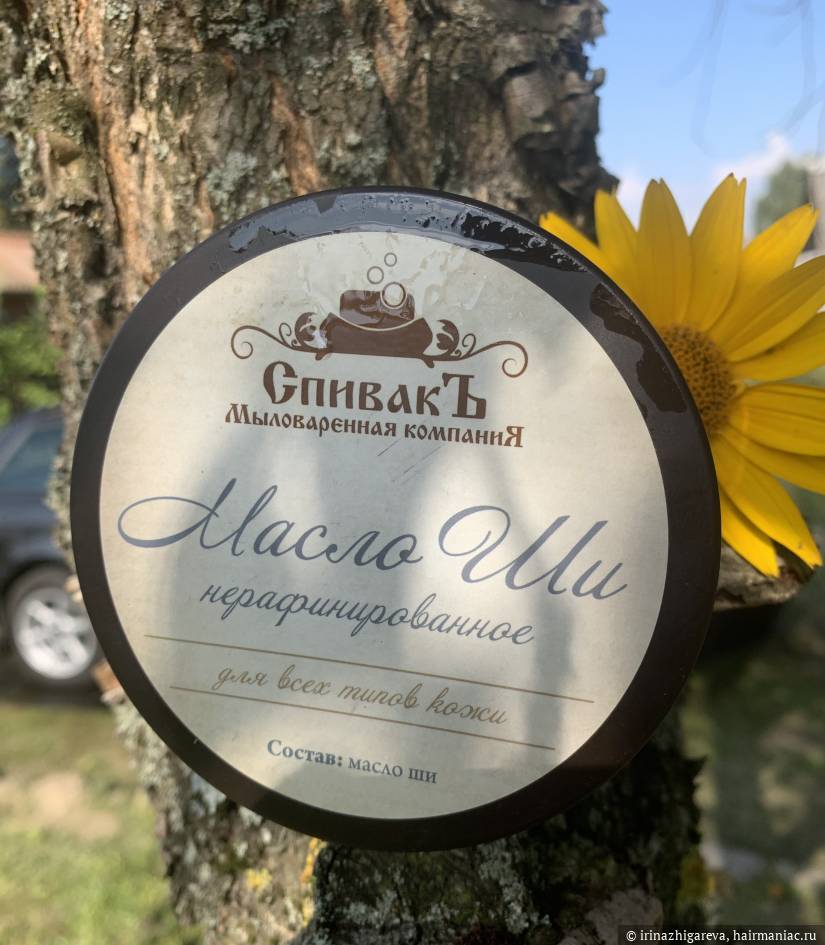 СпивакЪ
Мыловаренная компаниЯ
Масло Ши
нерафинированное
для всех типов кожи
Состав: масло ши
© irinazhigareva, hairmaniac.ru